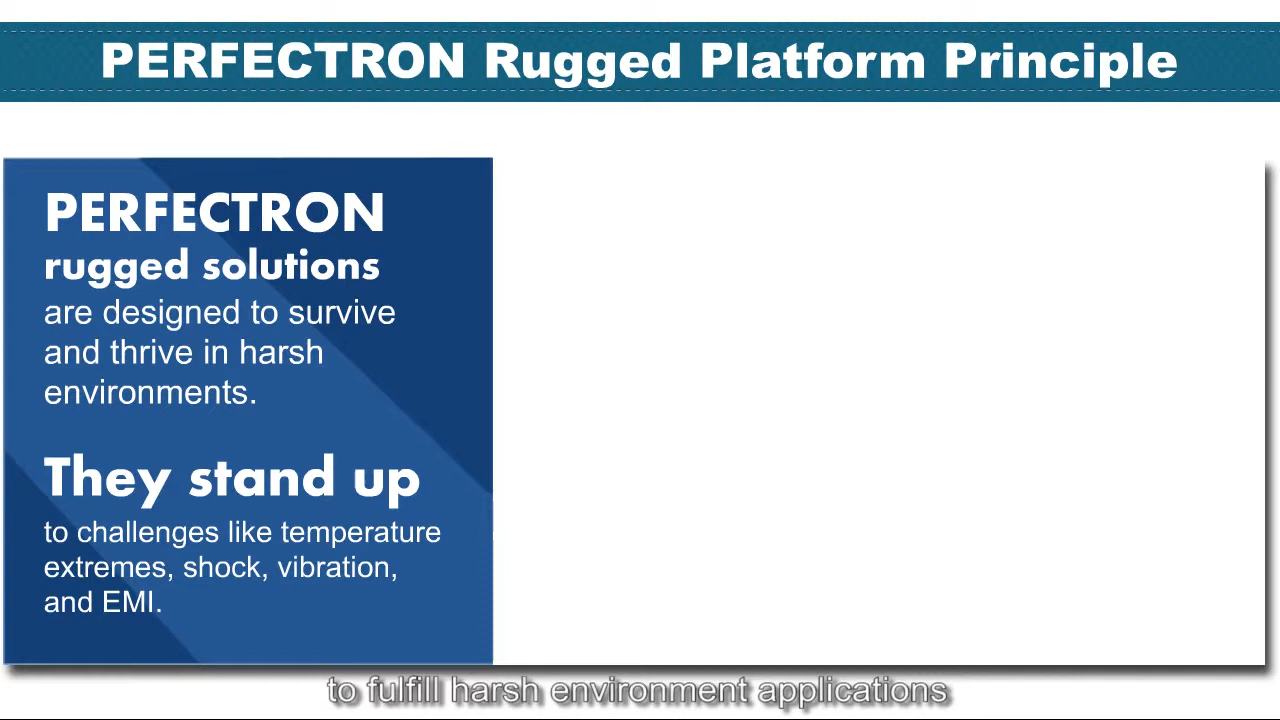 PERFECTRON Rugged Platform Principle
PERFECTRON
rugged solutions
are designed to survive
and thrive in harsh
environments.
They stand up
to challenges like temperature
extremes, shock, vibration,
and EMI.
to fulfill harsh environment applications